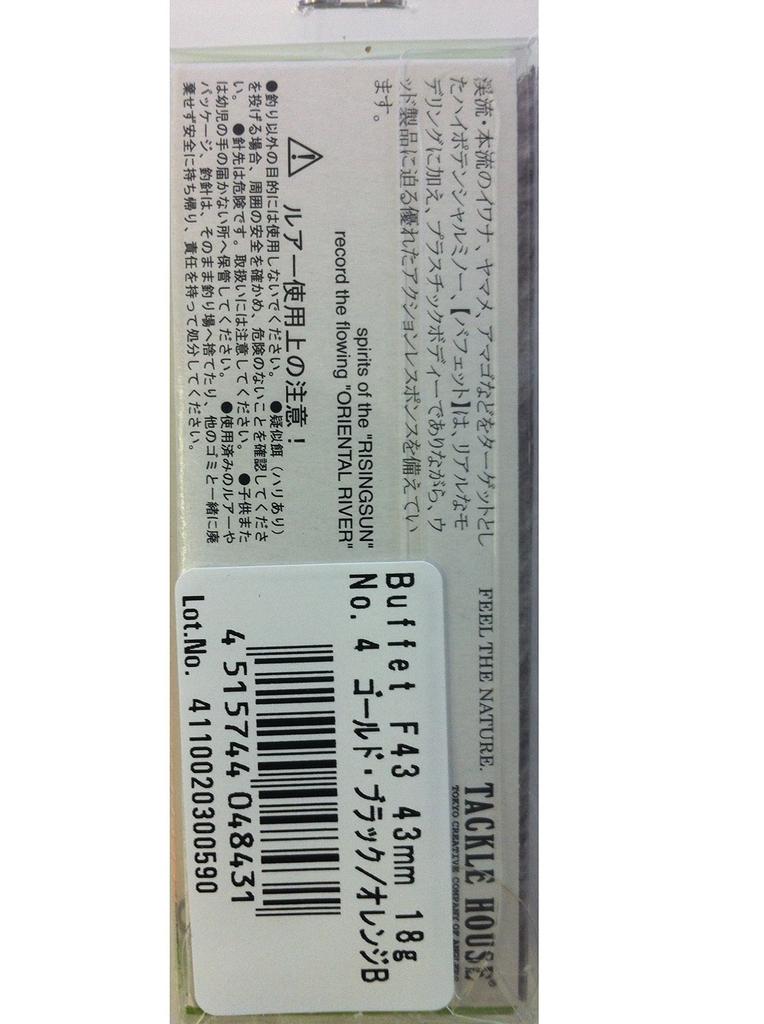 渓流・本流のイワナ、ヤマメ、アマゴなどをターゲットとし
たハイポテンシャルミノー、【バフェット】は、リアルなモ
デリングに加え、プラスチックボディーでありながら、ウ
ッド製品に迫る優れたアクションレスポンスを備えてい
ます。
spirits of the "RISINGSUN"
record the flowing "ORIENTAL RIVER"
⚠ ルアー使用上の注意!
●釣り以外の目的には使用しないでください。 ●疑似餌(ハリあり)
を投げる場合、周囲の安全を確かめ、危険のないことを確認してくださ
い。 ●針先は危険です。取扱いには注意してください。 ●子供また
は幼児の手の届かない所へ保管してください。 ●使用済みのルアーや
パッケージ、釣針は、そのまま釣り場へ捨てたり、他のゴミと一緒に廃
棄せず安全に持ち帰り、責任を持って処分してください。
FEEL THE NATURE. TACKLE HOUSE®
TOKYO CREATIVE COMPANY OF ANGLERS
Buffet F43 43mm 18g
No. 4 ゴールド・ブラック/オレンジB
4 515744 048431
Lot.No. 4110020300590